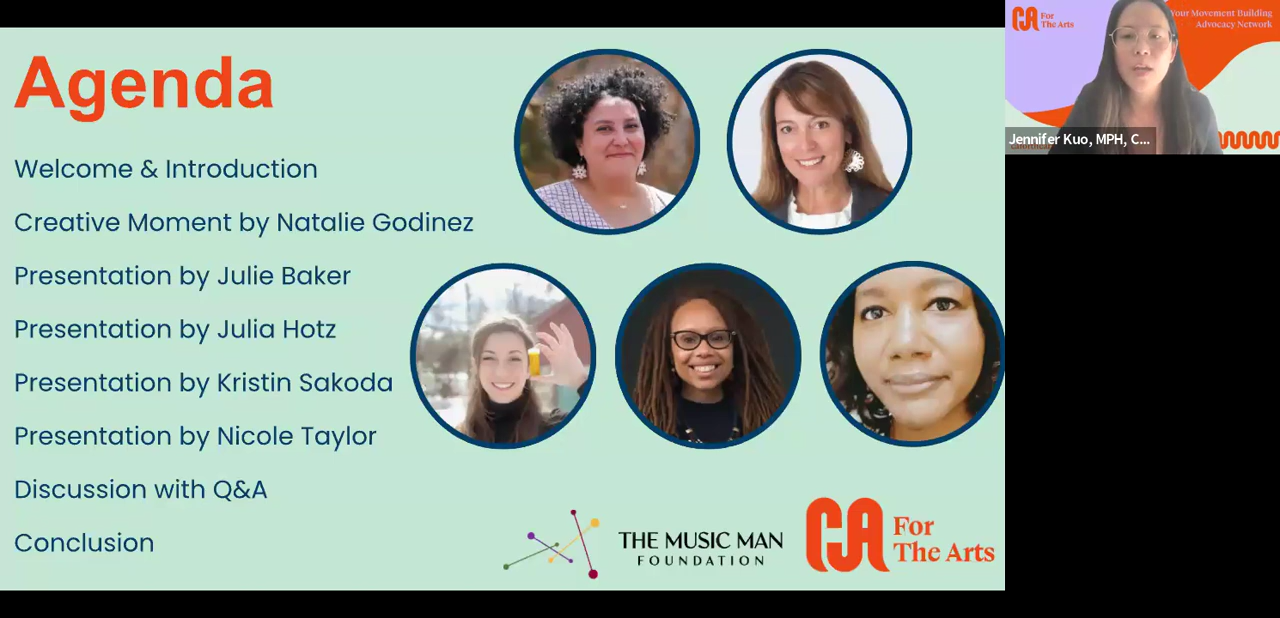 Agenda
Welcome & Introduction
Creative Moment by Natalie Godinez
Presentation by Julie Baker
Presentation by Julia Hotz
Presentation by Kristin Sakoda
Presentation by Nicole Taylor
Discussion with Q&A
Conclusion
THE MUSIC MAN
FOUNDATION
CA For
The Arts
CA For
The Arts
Your Movement Building
Advocacy Network
Jennifer Kuo, MPH, C...